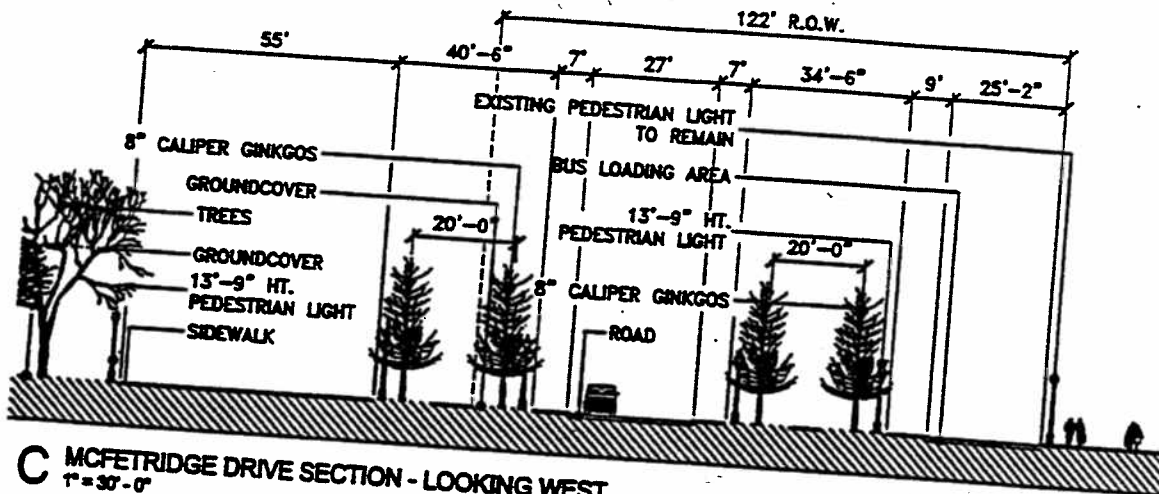 122' R.O.W.
55'
40'-6"
7'
27'
7'
34'-6"
9'
25'-2"
EXISTING PEDESTRIAN LIGHT
TO REMAIN
8" CALIPER GINKGOS
BUS LOADING AREA
GROUNDCOVER
TREES
20'-0"
13'-9" HT.
PEDESTRIAN LIGHT
20'-0"
GROUNDCOVER
13'-9" HT.
PEDESTRIAN LIGHT
8" CALIPER GINKGOS
SIDEWALK
ROAD
C MCFETRIDGE DRIVE SECTION - LOOKING WEST
1" = 30'-0"